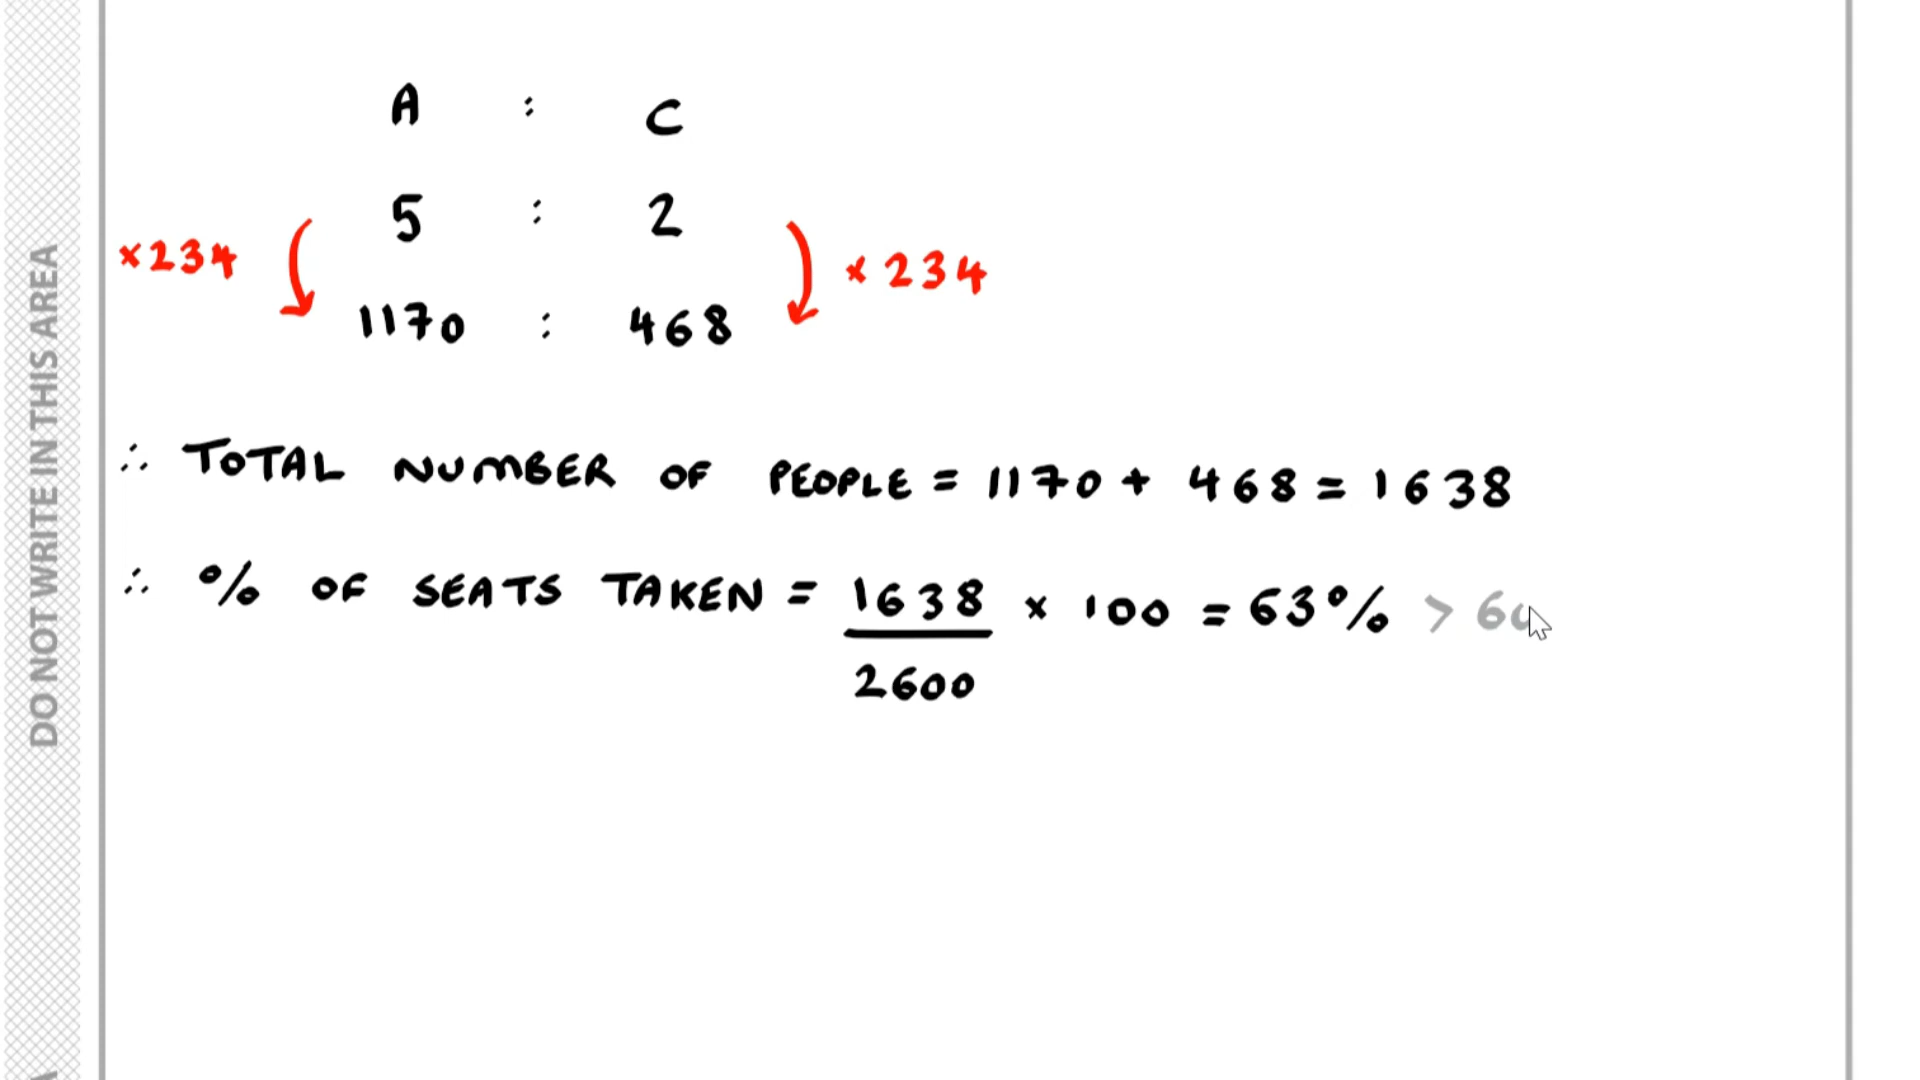 A : C
5 : 2
×234
× 234
1170 : 468
∴ TOTAL NUMBER OF PEOPLE = 1170 + 468 = 1638
∴ % OF SEATS TAKEN = 1638 × 100 = 63% > 60
2600
DO NOT WRITE IN THIS AREA